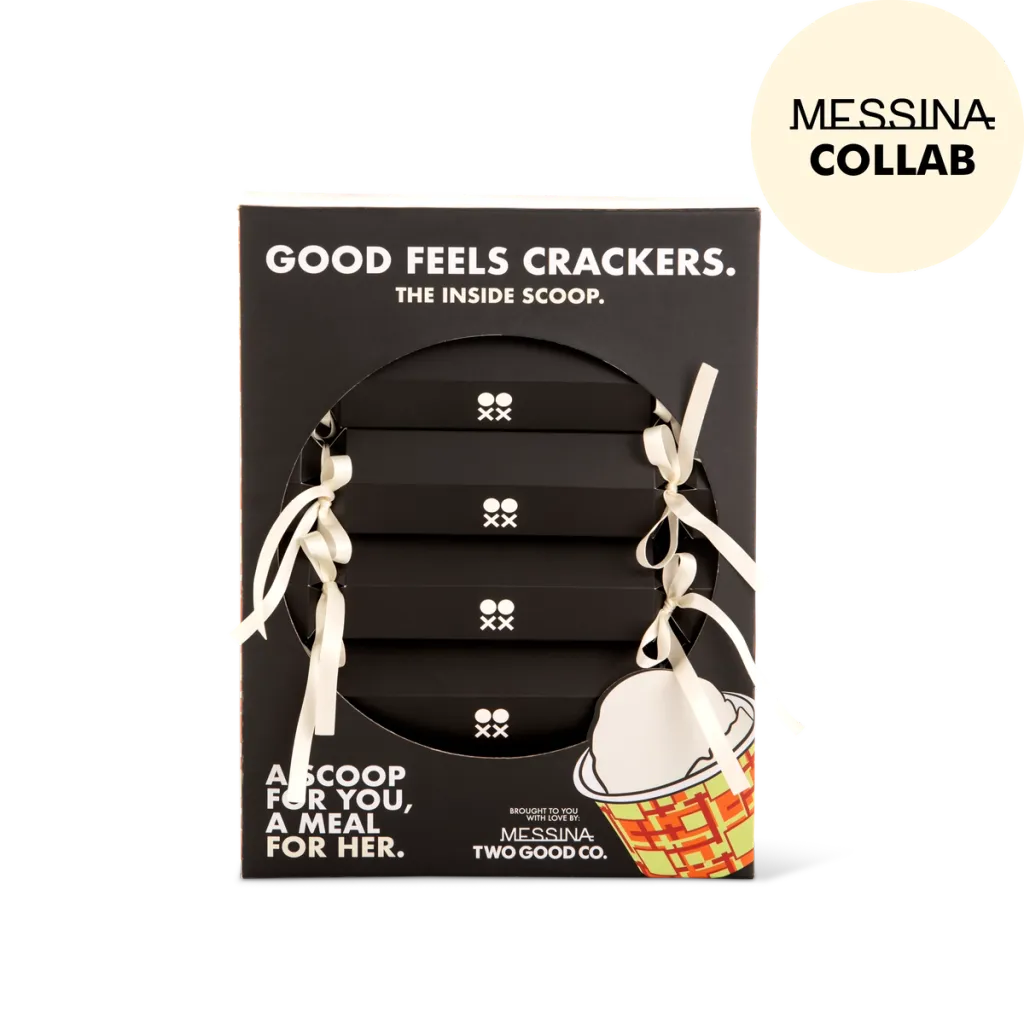 MESSINA
COLLAB
GOOD FEELS CRACKERS.
THE INSIDE SCOOP.
A SCOOP
FOR YOU,
A MEAL
FOR HER.
BROUGHT TO YOU
WITH LOVE BY:
MESSINA
TWO GOOD CO.